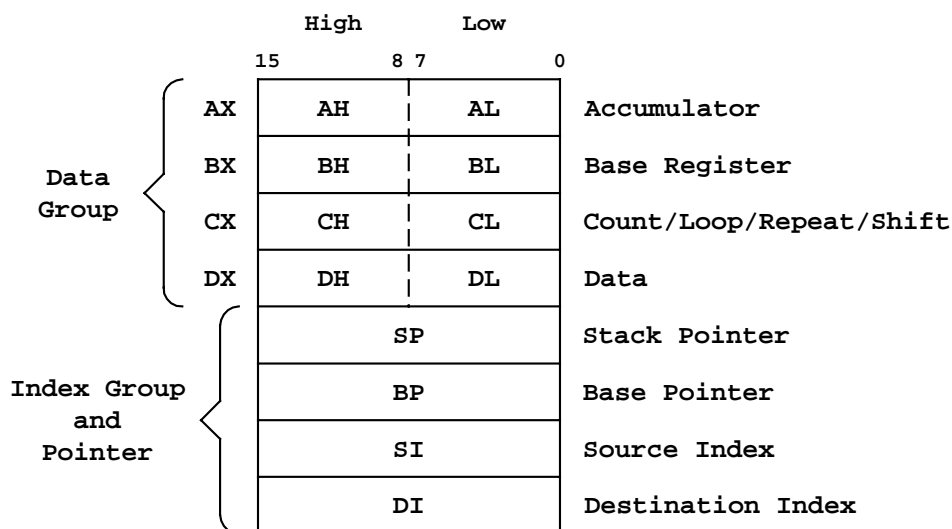 High Low
15 8 7 0
AX AH AL Accumulator
BX BH BL Base Register
Data
Group
CX CH CL Count/Loop/Repeat/Shift
DX DH DL Data
SP Stack Pointer
Index Group
and
Pointer
BP Base Pointer
SI Source Index
DI Destination Index